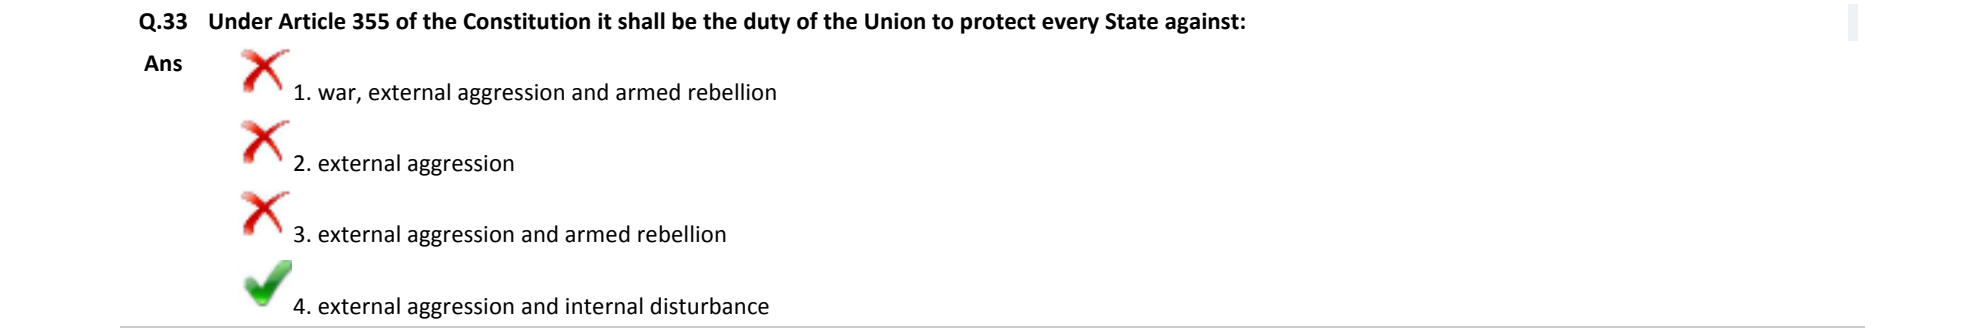 Q.33 Under Article 355 of the Constitution it shall be the duty of the Union to protect every State against:
Ans
1. war, external aggression and armed rebellion
2. external aggression
3. external aggression and armed rebellion
4. external aggression and internal disturbance